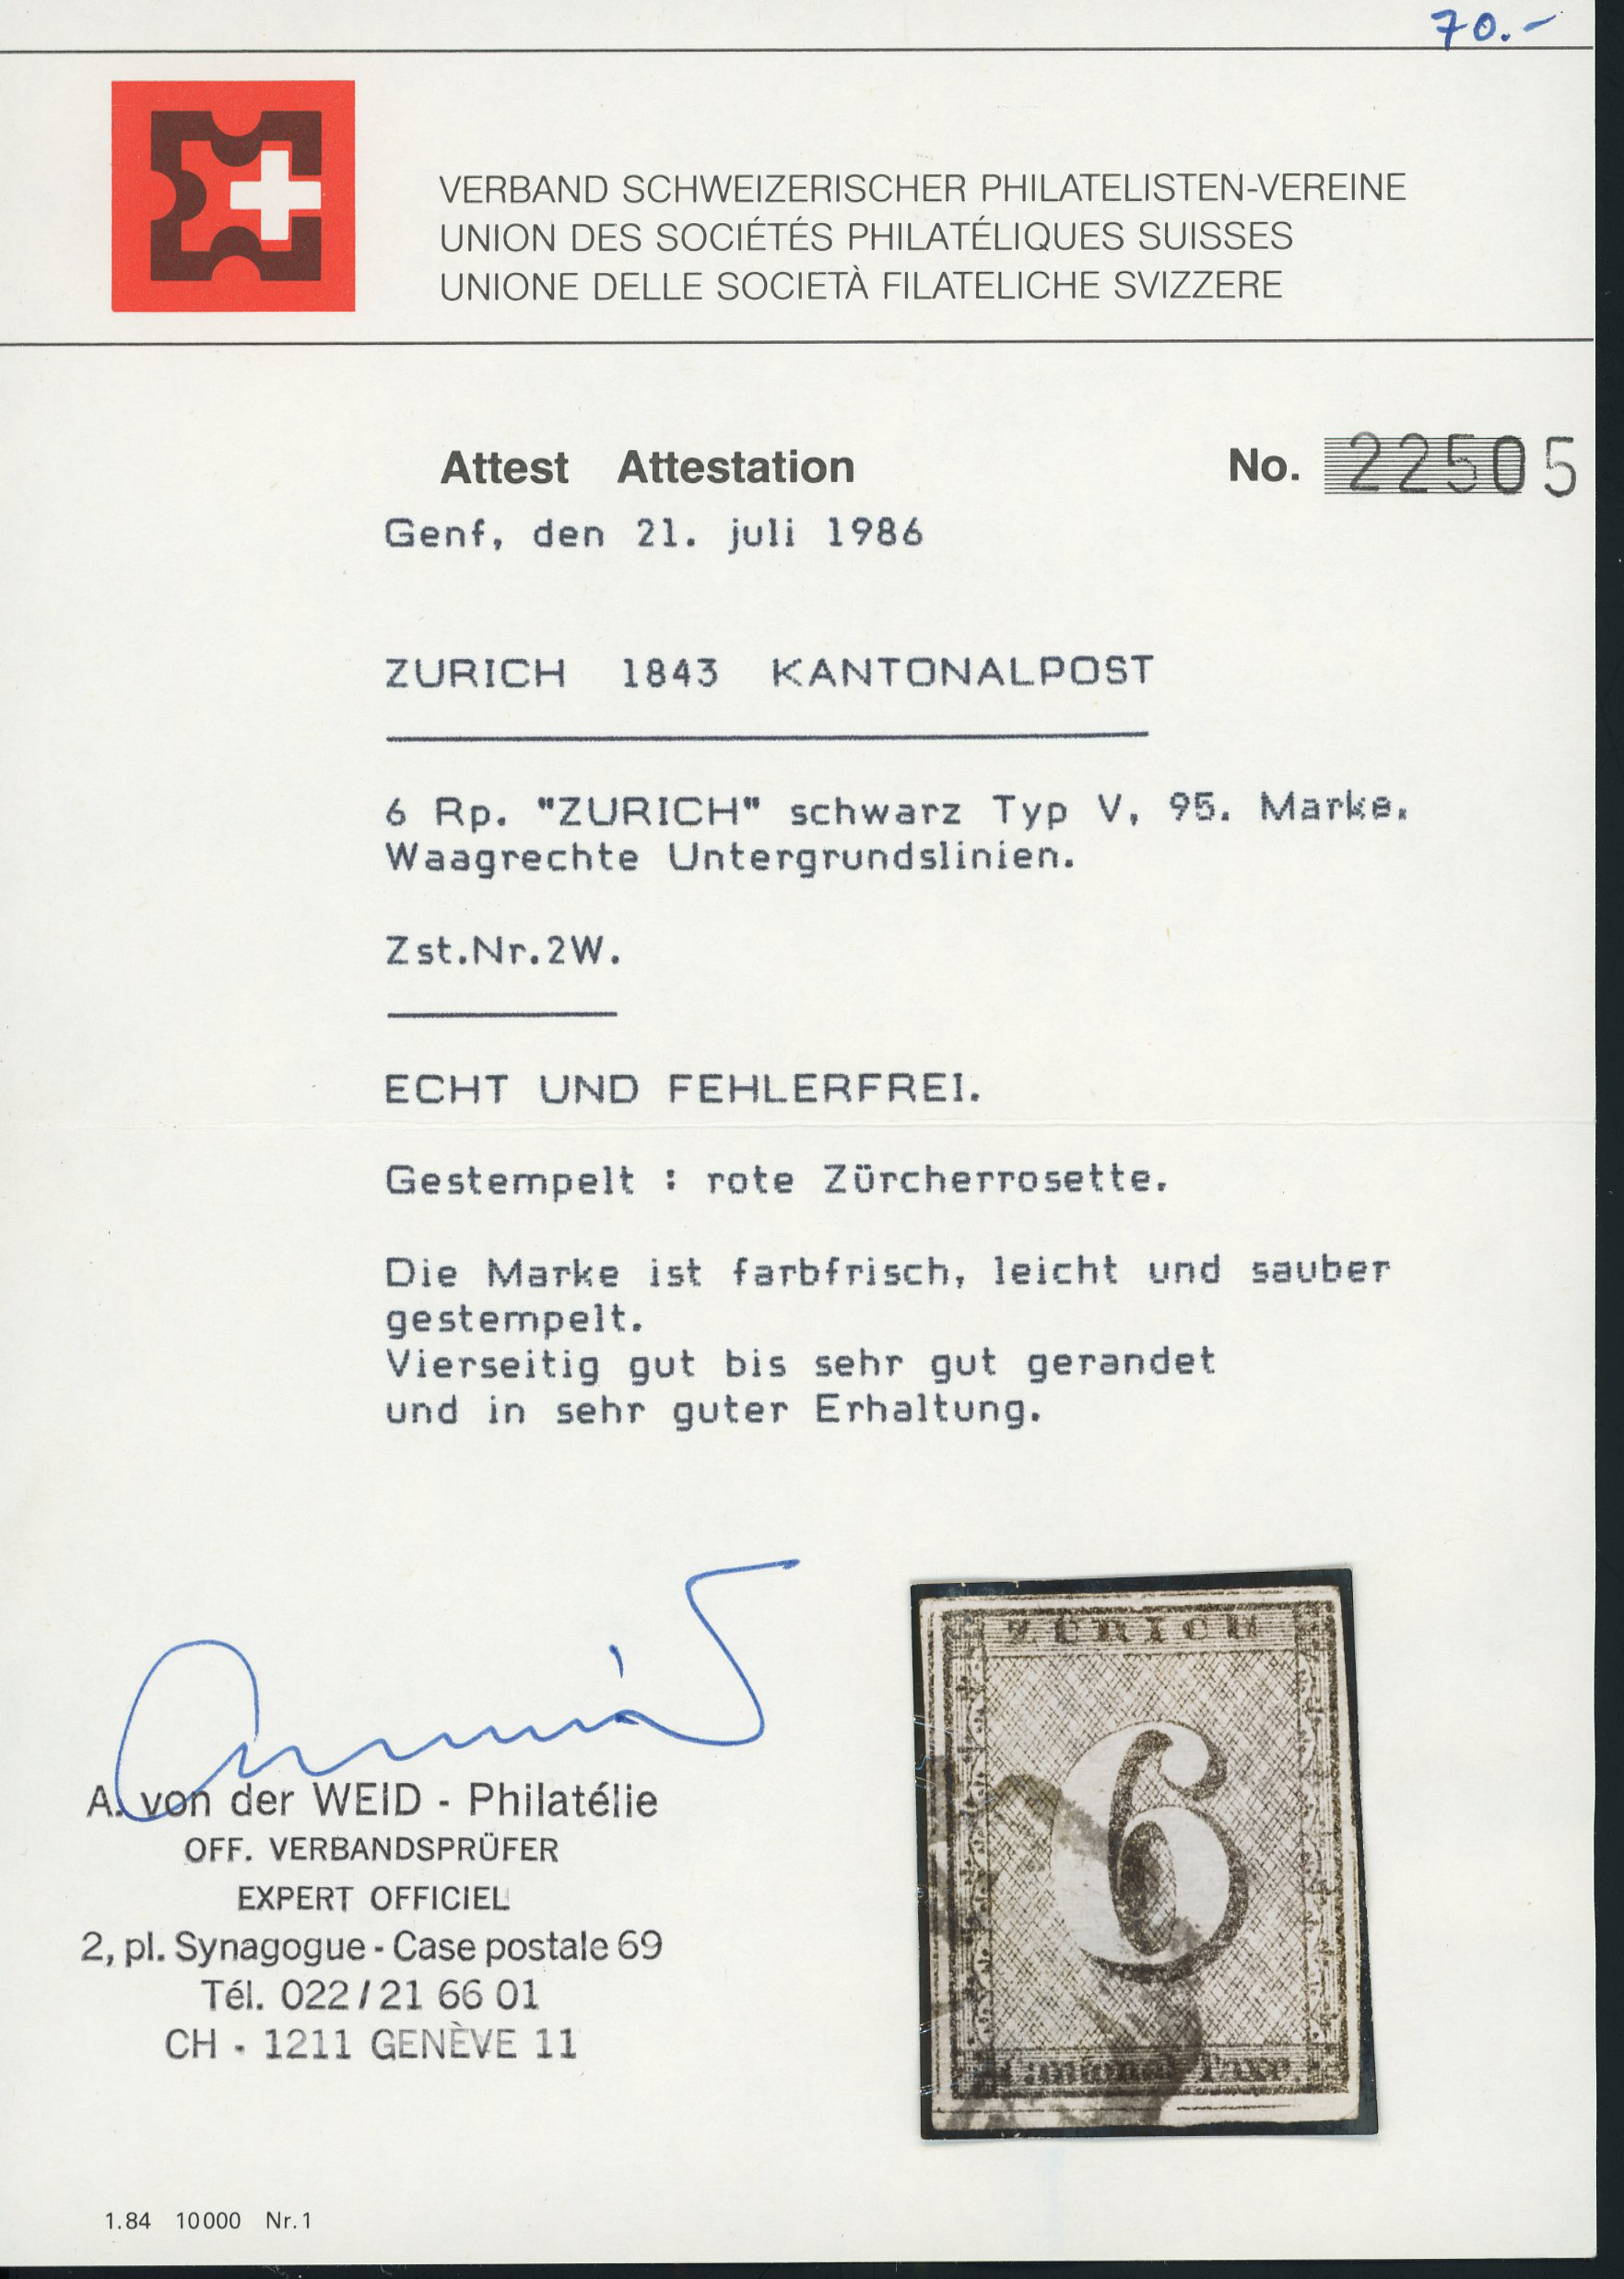 70.-
VERBAND SCHWEIZERISCHER PHILATELISTEN-VEREINE
UNION DES SOCIÉTÉS PHILATÉLIQUES SUISSES
UNIONE DELLE SOCIETÀ FILATELICHE SVIZZERE
Attest Attestation No. 22505
Genf, den 21. juli 1986
ZURICH 1843 KANTONALPOST
6 Rp. "ZURICH" schwarz Typ V, 95. Marke.
Waagrechte Untergrundslinien.
Zst.Nr.2W.
ECHT UND FEHLERFREI.
Gestempelt : rote Zürcherrosette.
Die Marke ist farbfrisch, leicht und sauber
gestempelt.
Vierseitig gut bis sehr gut gerandet
und in sehr guter Erhaltung.
A. von der WEID - Philatélie
OFF. VERBANDSPRÜFER
EXPERT OFFICIEL
2, pl. Synagogue - Case postale 69
Tél. 022 / 21 66 01
CH - 1211 GENÈVE 11
ZÜRICH
6
Cantonal-Taxe.
1.84 10000 Nr.1